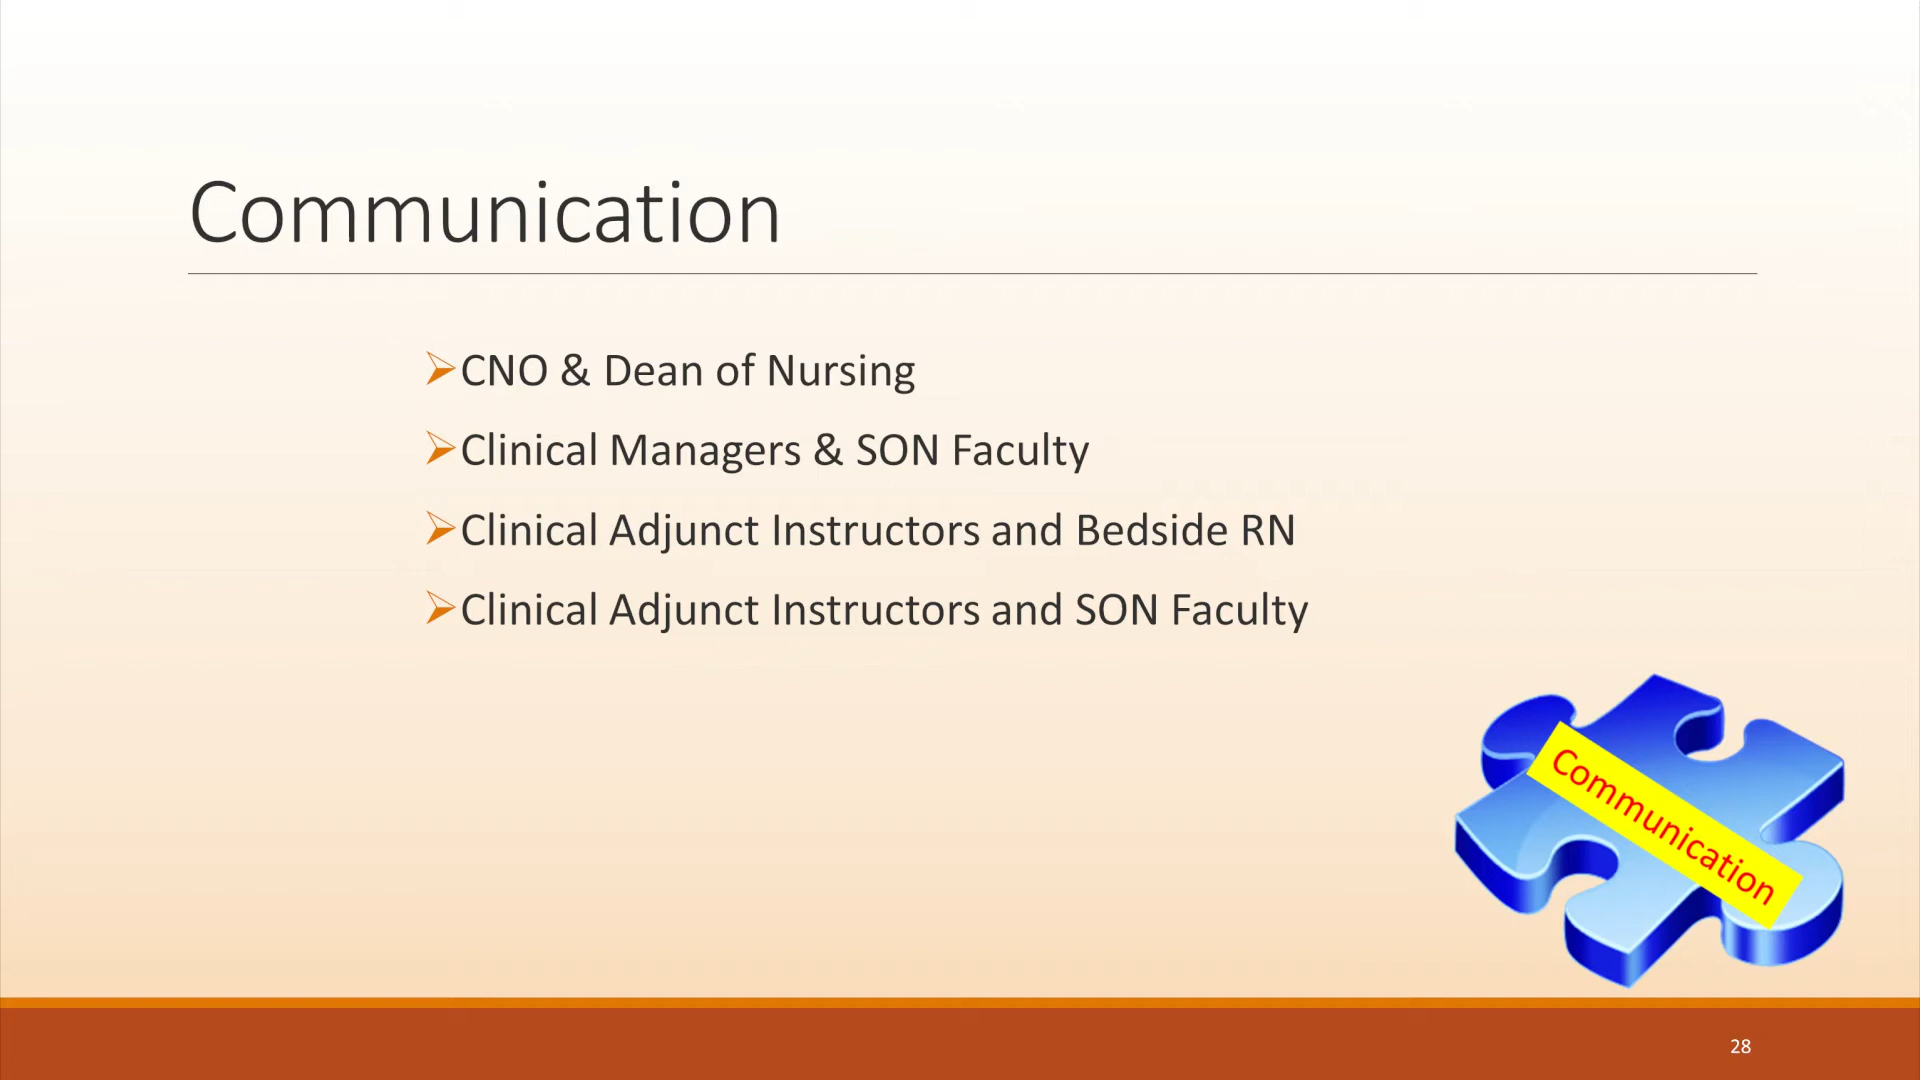 Communication
CNO & Dean of Nursing
Clinical Managers & SON Faculty
Clinical Adjunct Instructors and Bedside RN
Clinical Adjunct Instructors and SON Faculty
Communication
28